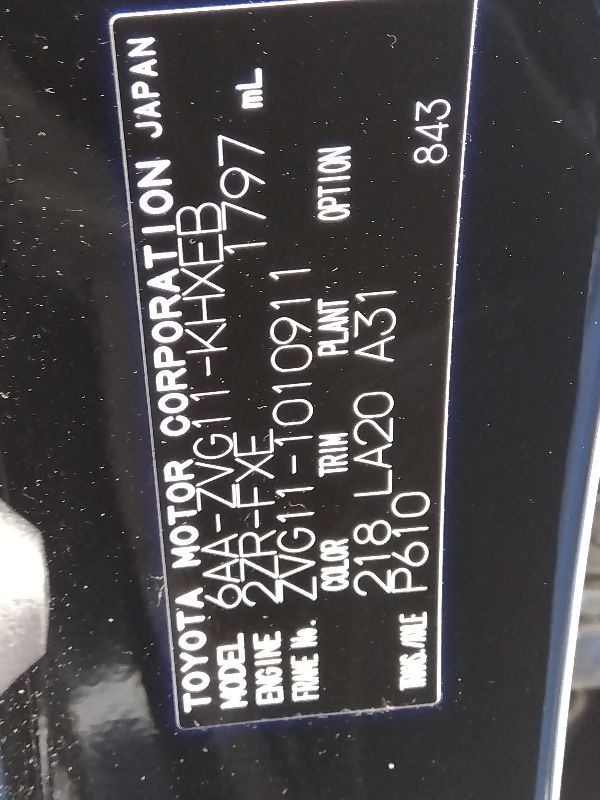 TOYOTA MOTOR CORPORATION JAPAN
MODEL 6AA-ZVG11-KHXEB
ENGINE 2ZR-FXE 1797 mL
FRAME No. ZVG11-1010911
COLOR TRIM PLANT OPTION
218 LA20 A31
TRANS./AXLE P610
843